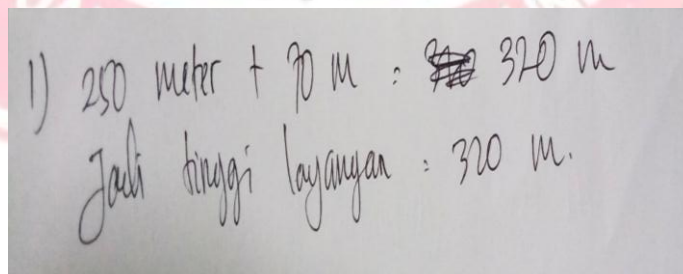 1) 250 meter + 70 m = 320 m
Jadi tinggi layangan = 320 m.